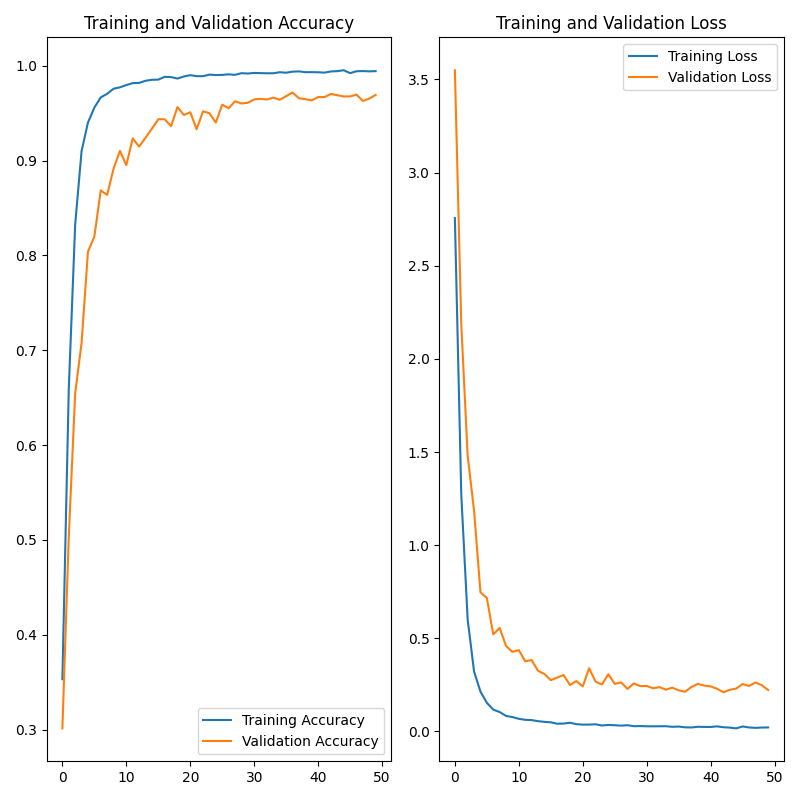 Training and Validation Accuracy
1.0
0.9
0.8
0.7
0.6
0.5
0.4
0.3
Training Accuracy
Validation Accuracy
0 10 20 30 40 50
Training and Validation Loss
Training Loss
Validation Loss
3.5
3.0
2.5
2.0
1.5
1.0
0.5
0.0
0 10 20 30 40 50